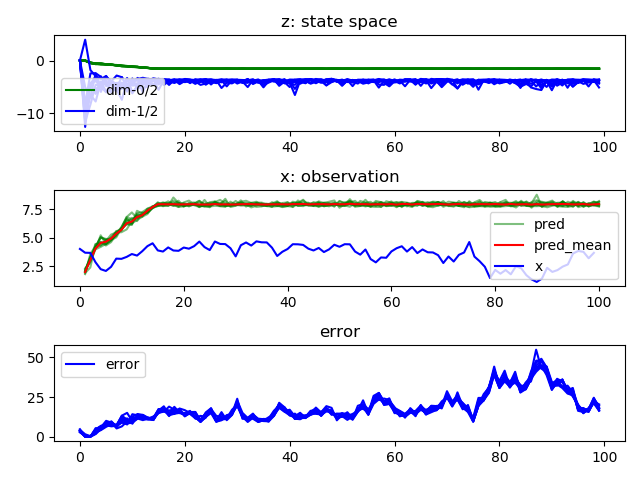 z: state space
0
−10
dim-0/2
dim-1/2
0 20 40 60 80 100
x: observation
7.5
5.0
2.5
pred
pred_mean
x
0 20 40 60 80 100
error
50
25
0
error
0 20 40 60 80 100